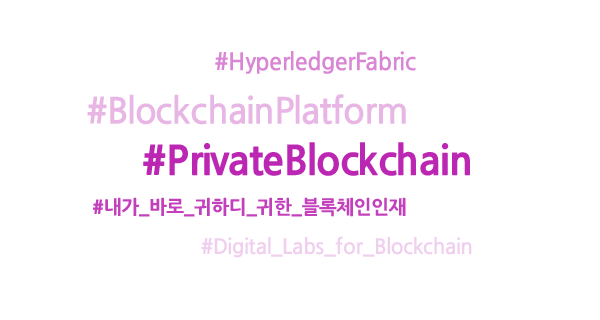 #HyperledgerFabric
#BlockchainPlatform
#PrivateBlockchain
#내가_바로_귀하디_귀한_블록체인인재
#Digital_Labs_for_Blockchain